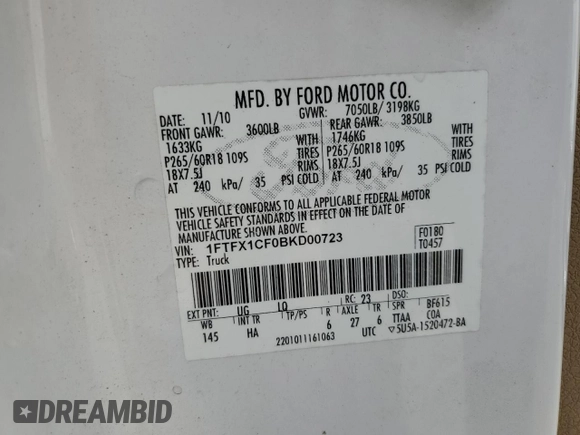 MFD. BY FORD MOTOR CO.
DATE: 11/10 GVWR: 7050LB/ 3198KG
FRONT GAWR: 3600LB REAR GAWR: 3850LB
1633KG WITH 1746KG WITH
P265/60R18 109S TIRES P265/60R18 109S TIRES
18X7.5J RIMS 18X7.5J RIMS
AT 240 kPa/ 35 PSI COLD AT 240 kPa/ 35 PSI COLD
THIS VEHICLE CONFORMS TO ALL APPLICABLE FEDERAL MOTOR
VEHICLE SAFETY STANDARDS IN EFFECT ON THE DATE OF
MANUFACTURE SHOWN ABOVE.
VIN: 1FTFX1CF0BKD00723 F0180
TYPE: Truck T0457
EXT PNT: UG IQ RC: 23 DSO:
WB INT TR TP/PS R AXLE T SPR BF615
145 HA 6 27 6 TTAA COA
2201011161063 UTC ▽5U5A-1520472-BA
DREAMBID